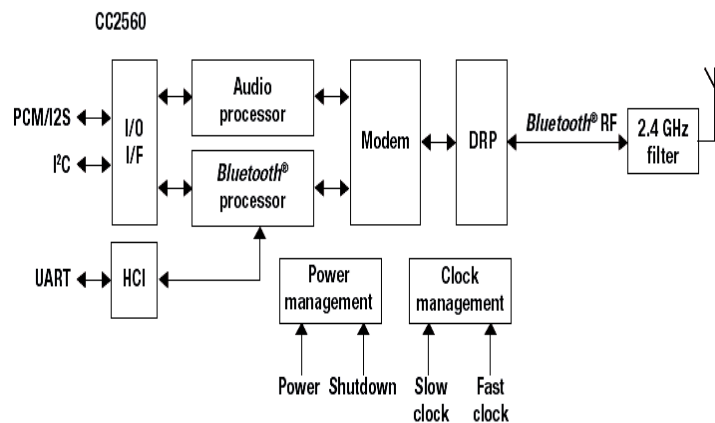 CC2560
PCM/I2S
I²C
I/O
I/F
Audio
processor
Bluetooth®
processor
Modem
DRP
Bluetooth® RF
2.4 GHz
filter
UART
HCI
Power
management
Clock
management
Power
Shutdown
Slow
clock
Fast
clock